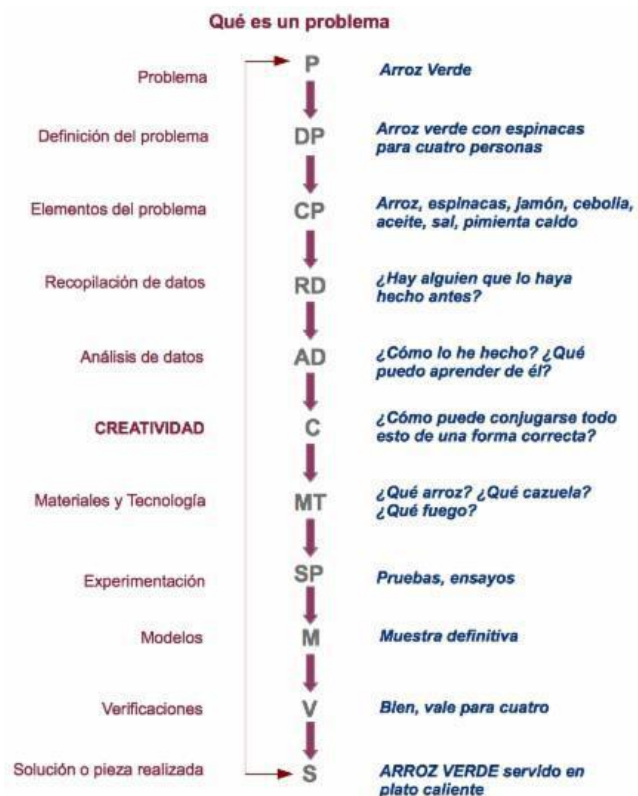 Qué es un problema
Problema
P
Arroz Verde
Definición del problema
DP
Arroz verde con espinacas
para cuatro personas
Elementos del problema
CP
Arroz, espinacas, jamón, cebolla,
aceite, sal, pimienta caldo
Recopilación de datos
RD
¿Hay alguien que lo haya
hecho antes?
Análisis de datos
AD
¿Cómo lo he hecho? ¿Qué
puedo aprender de él?
CREATIVIDAD
C
¿Cómo puede conjugarse todo
esto de una forma correcta?
Materiales y Tecnología
MT
¿Qué arroz? ¿Qué cazuela?
¿Qué fuego?
Experimentación
SP
Pruebas, ensayos
Modelos
M
Muestra definitiva
Verificaciones
V
Bien, vale para cuatro
Solución o pieza realizada
S
ARROZ VERDE servido en
plato caliente